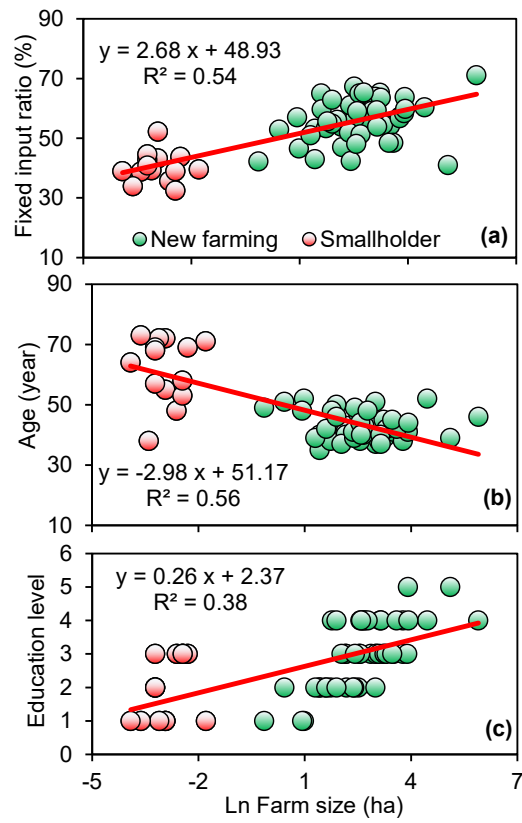 Fixed input ratio (%)
90
70
50
30
10
y = 2.68 x + 48.93
R² = 0.54
New farming
Smallholder
(a)
Age (year)
90
70
50
30
10
y = -2.98 x + 51.17
R² = 0.56
(b)
Education level
6
5
4
3
2
1
0
y = 0.26 x + 2.37
R² = 0.38
(c)
-5 -2 1 4 7
Ln Farm size (ha)